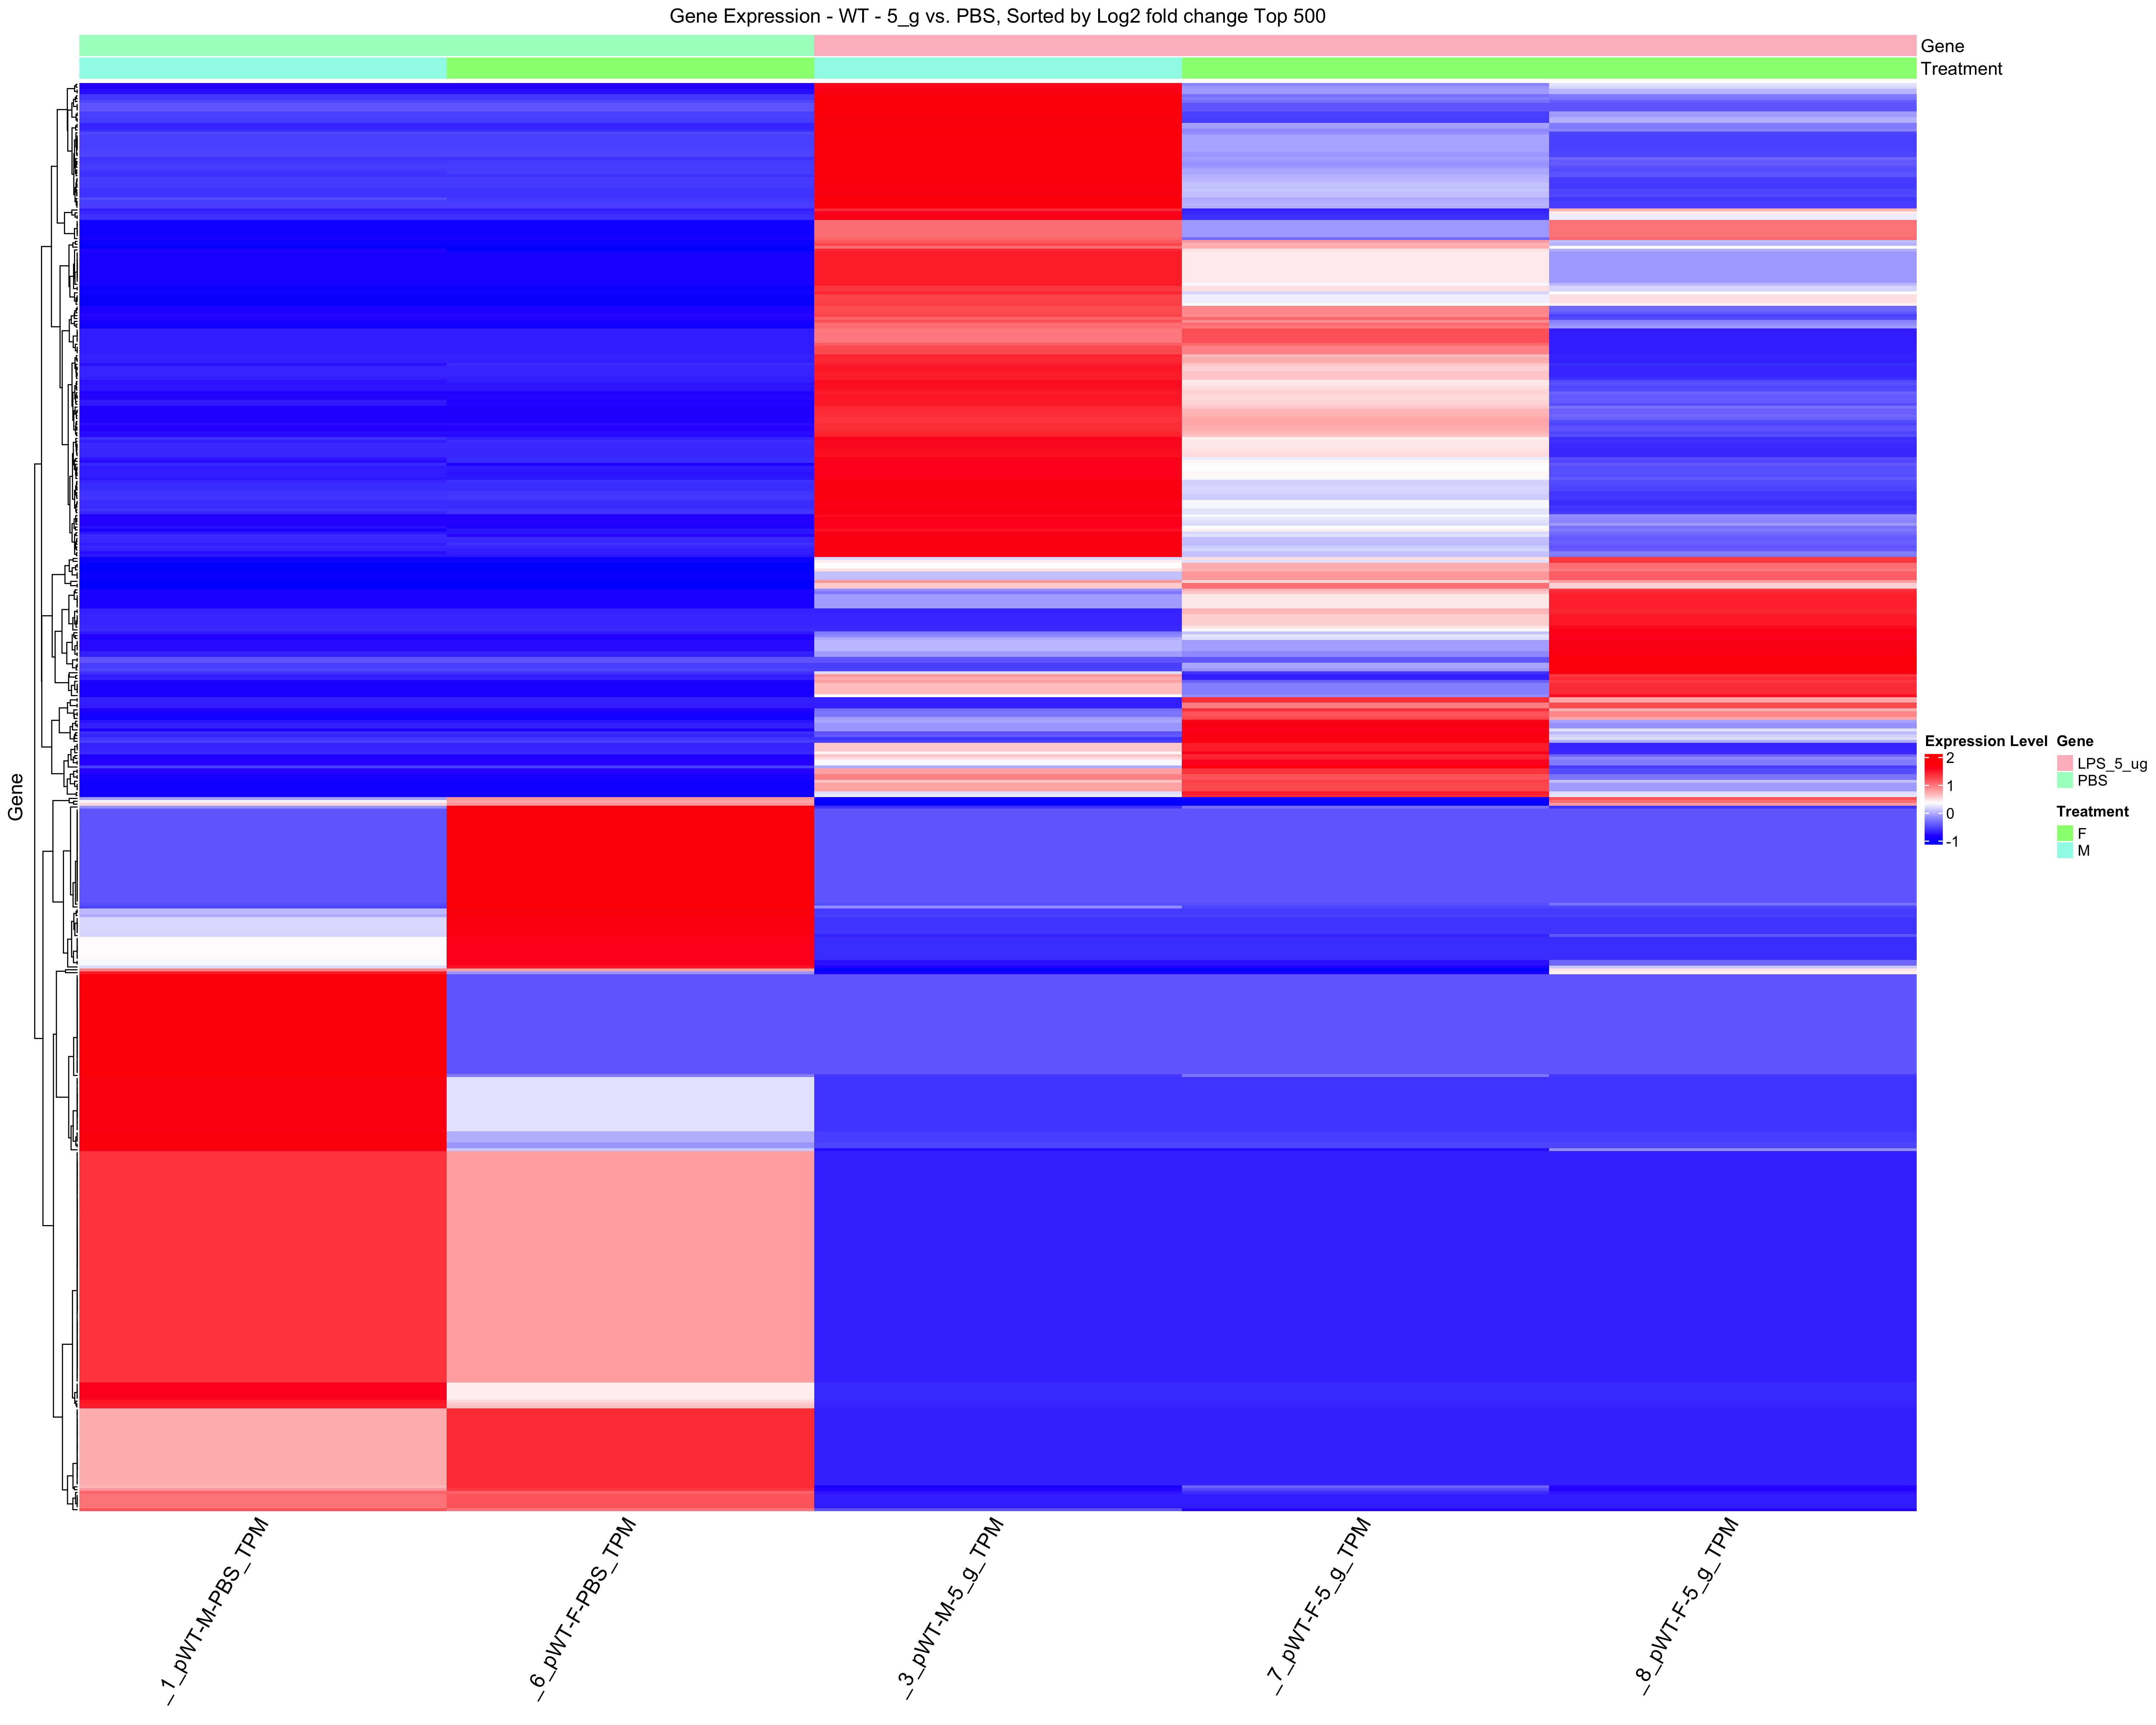 Gene Expression - WT - 5_g vs. PBS, Sorted by Log2 fold change Top 500
Gene
Treatment
Gene
Expression Level
2
1
0
-1
Gene
LPS_5_ug
PBS
Treatment
F
M
_1_pWT-M-PBS_TPM
_6_pWT-F-PBS_TPM
_3_pWT-M-5_g_TPM
_7_pWT-F-5_g_TPM
_8_pWT-F-5_g_TPM